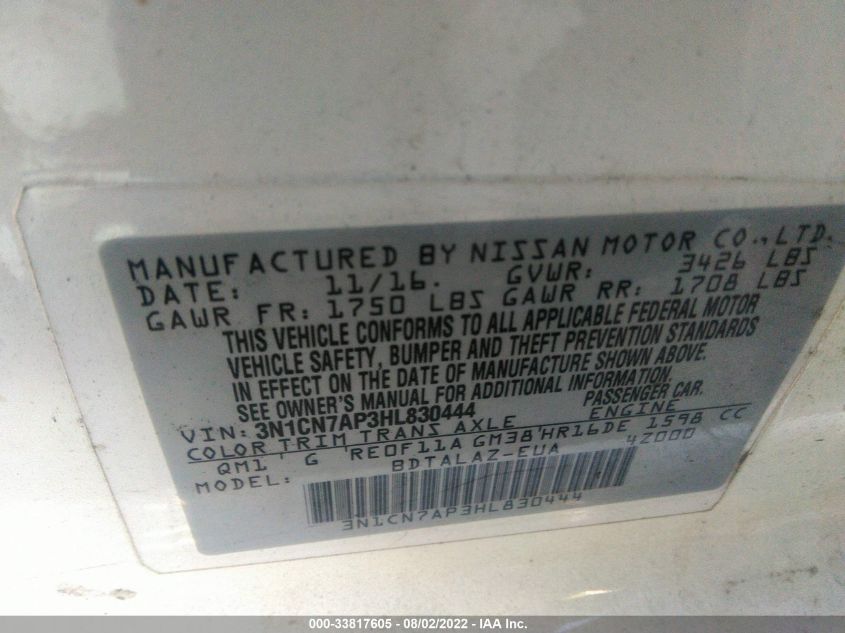 MANUFACTURED BY NISSAN MOTOR CO., LTD.
DATE: 11/16. GVWR: 3426 LBS
GAWR FR: 1750 LBS GAWR RR: 1708 LBS
THIS VEHICLE CONFORMS TO ALL APPLICABLE FEDERAL MOTOR
VEHICLE SAFETY, BUMPER AND THEFT PREVENTION STANDARDS
IN EFFECT ON THE DATE OF MANUFACTURE SHOWN ABOVE.
SEE OWNER'S MANUAL FOR ADDITIONAL INFORMATION.
VIN: 3N1CN7AP3HL830444 PASSENGER CAR.
COLOR TRIM TRANS AXLE ENGINE
QM1 ' G 'RE0F11A GM38'HR16DE 1598 CC
MODEL: BDTALAZ-EUA 4Z000
3N1CN7AP3HL830444
000-33817605 - 08/02/2022 - IAA Inc.